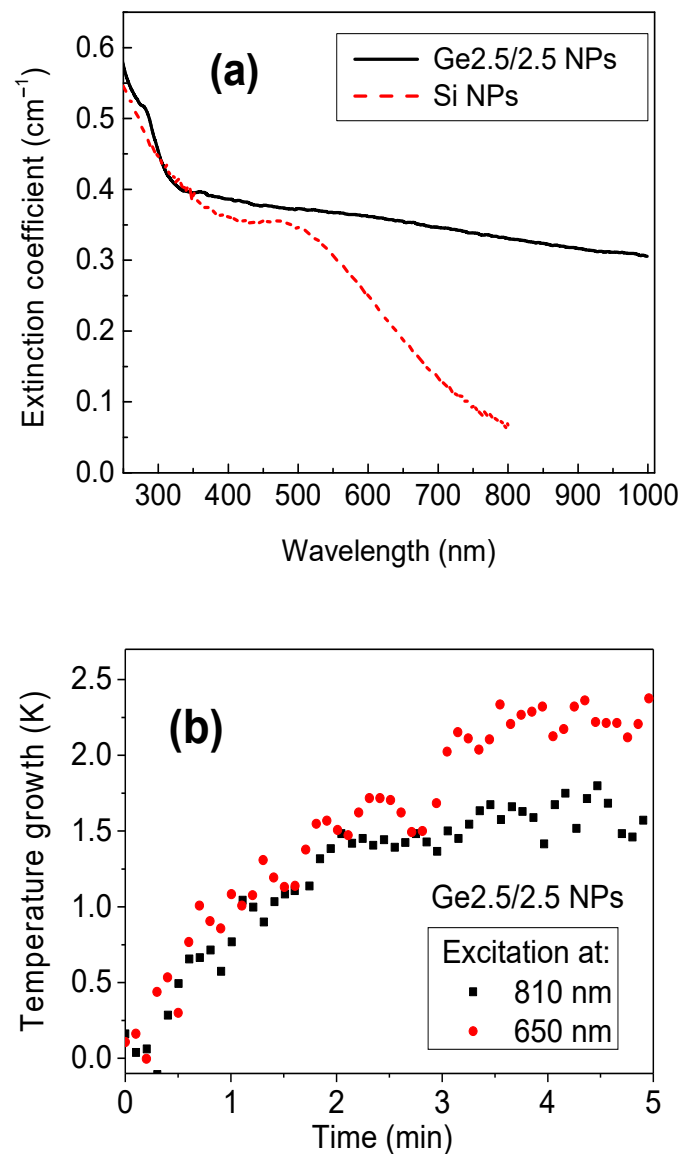 (a)
Ge2.5/2.5 NPs
Si NPs
Extinction coefficient (cm⁻¹)
0.6
0.5
0.4
0.3
0.2
0.1
0.0
300 400 500 600 700 800 900 1000
Wavelength (nm)
(b)
Temperature growth (K)
2.5
2.0
1.5
1.0
0.5
0.0
Ge2.5/2.5 NPs
Excitation at:
810 nm
650 nm
0 1 2 3 4 5
Time (min)